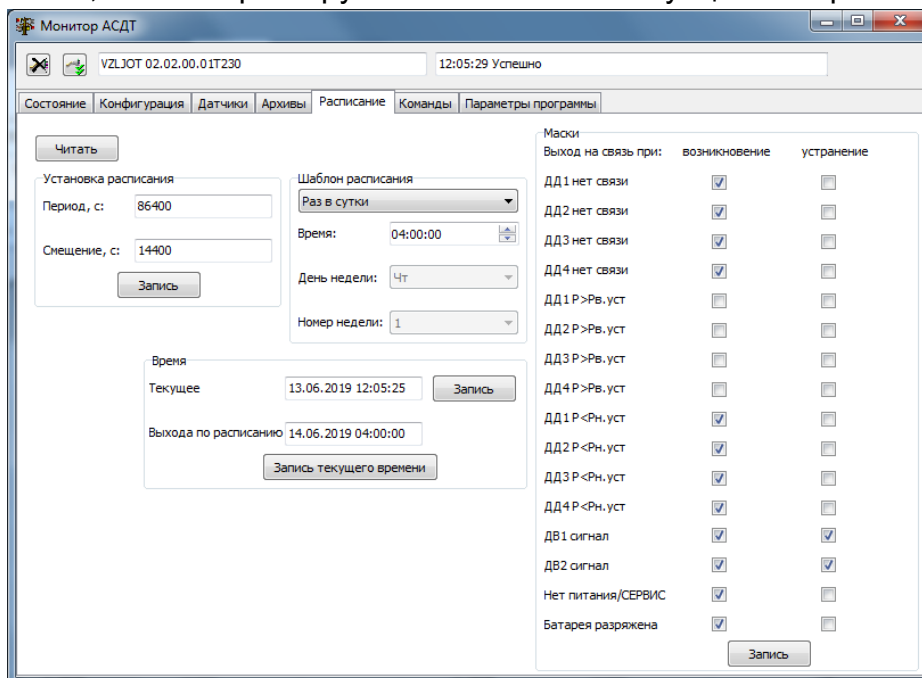 Монитор АСДТ
VZLJOT 02.02.00.01T230
12:05:29 Успешно
Состояние Конфигурация Датчики Архивы Расписание Команды Параметры программы
Читать
Установка расписания
Период, с: 86400
Смещение, с: 14400
Запись
Шаблон расписания
Раз в сутки
Время: 04:00:00
День недели: Чт
Номер недели: 1
Время
Текущее 13.06.2019 12:05:25 Запись
Выхода по расписанию 14.06.2019 04:00:00
Запись текущего времени
Маски
Выход на связь при: возникновение устранение
ДД1 нет связи
ДД2 нет связи
ДД3 нет связи
ДД4 нет связи
ДД1 P>Pв.уст
ДД2 P>Pв.уст
ДД3 P>Pв.уст
ДД4 P>Pв.уст
ДД1 P<Pн.уст
ДД2 P<Pн.уст
ДД3 P<Pн.уст
ДД4 P<Pн.уст
ДВ1 сигнал
ДВ2 сигнал
Нет питания/СЕРВИС
Батарея разряжена
Запись